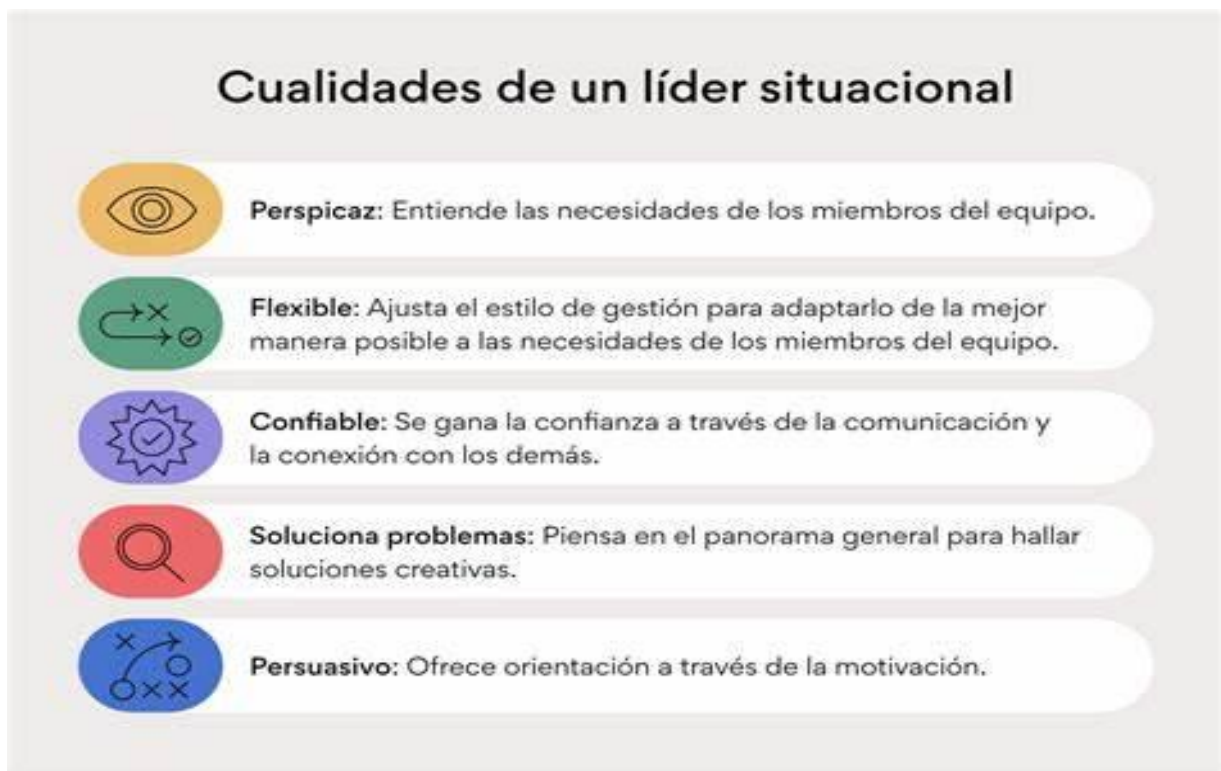 Cualidades de un líder situacional
Perspicaz: Entiende las necesidades de los miembros del equipo.
Flexible: Ajusta el estilo de gestión para adaptarlo de la mejor
manera posible a las necesidades de los miembros del equipo.
Confiable: Se gana la confianza a través de la comunicación y
la conexión con los demás.
Soluciona problemas: Piensa en el panorama general para hallar
soluciones creativas.
Persuasivo: Ofrece orientación a través de la motivación.